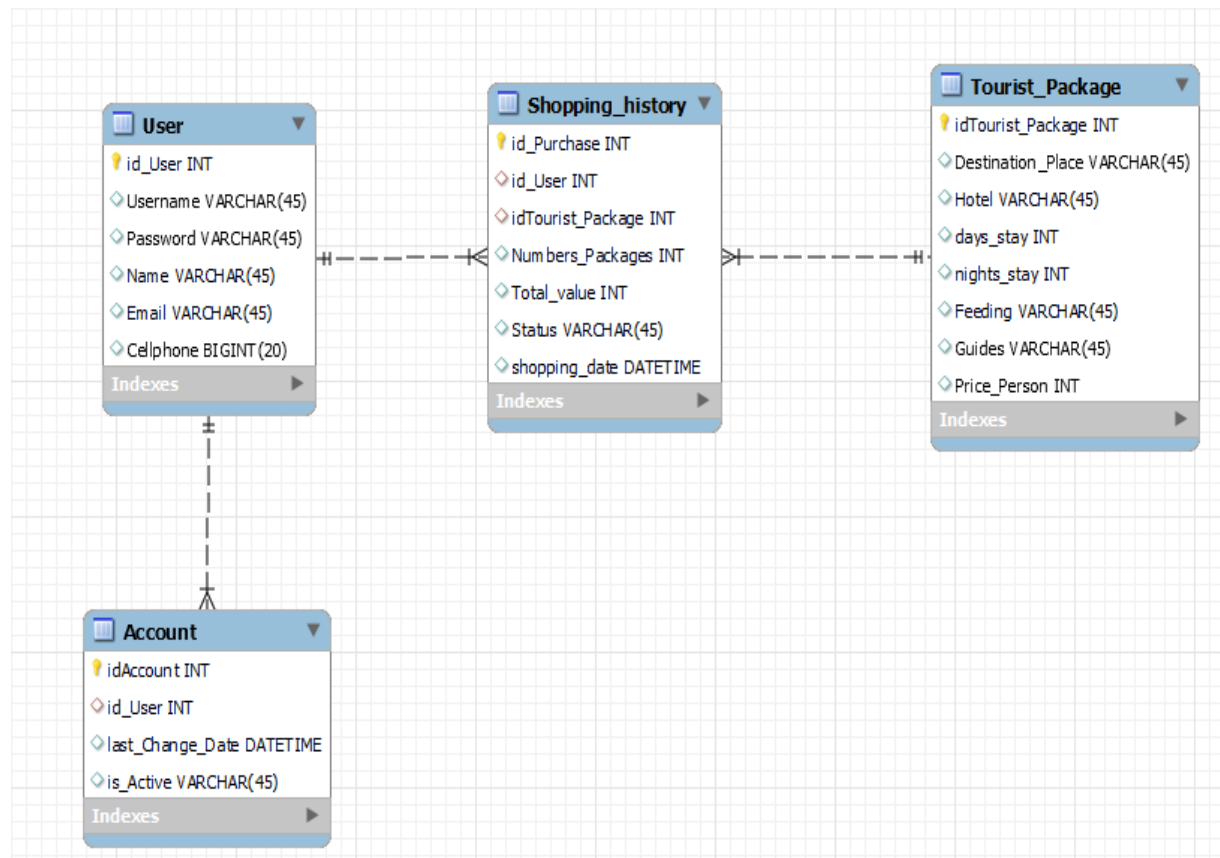 User
id_User INT
Username VARCHAR(45)
Password VARCHAR(45)
Name VARCHAR(45)
Email VARCHAR(45)
Cellphone BIGINT(20)
Indexes
Shopping_history
id_Purchase INT
id_User INT
idTourist_Package INT
Numbers_Packages INT
Total_value INT
Status VARCHAR(45)
shopping_date DATETIME
Indexes
Tourist_Package
idTourist_Package INT
Destination_Place VARCHAR(45)
Hotel VARCHAR(45)
days_stay INT
nights_stay INT
Feeding VARCHAR(45)
Guides VARCHAR(45)
Price_Person INT
Indexes
Account
idAccount INT
id_User INT
last_Change_Date DATETIME
is_Active VARCHAR(45)
Indexes